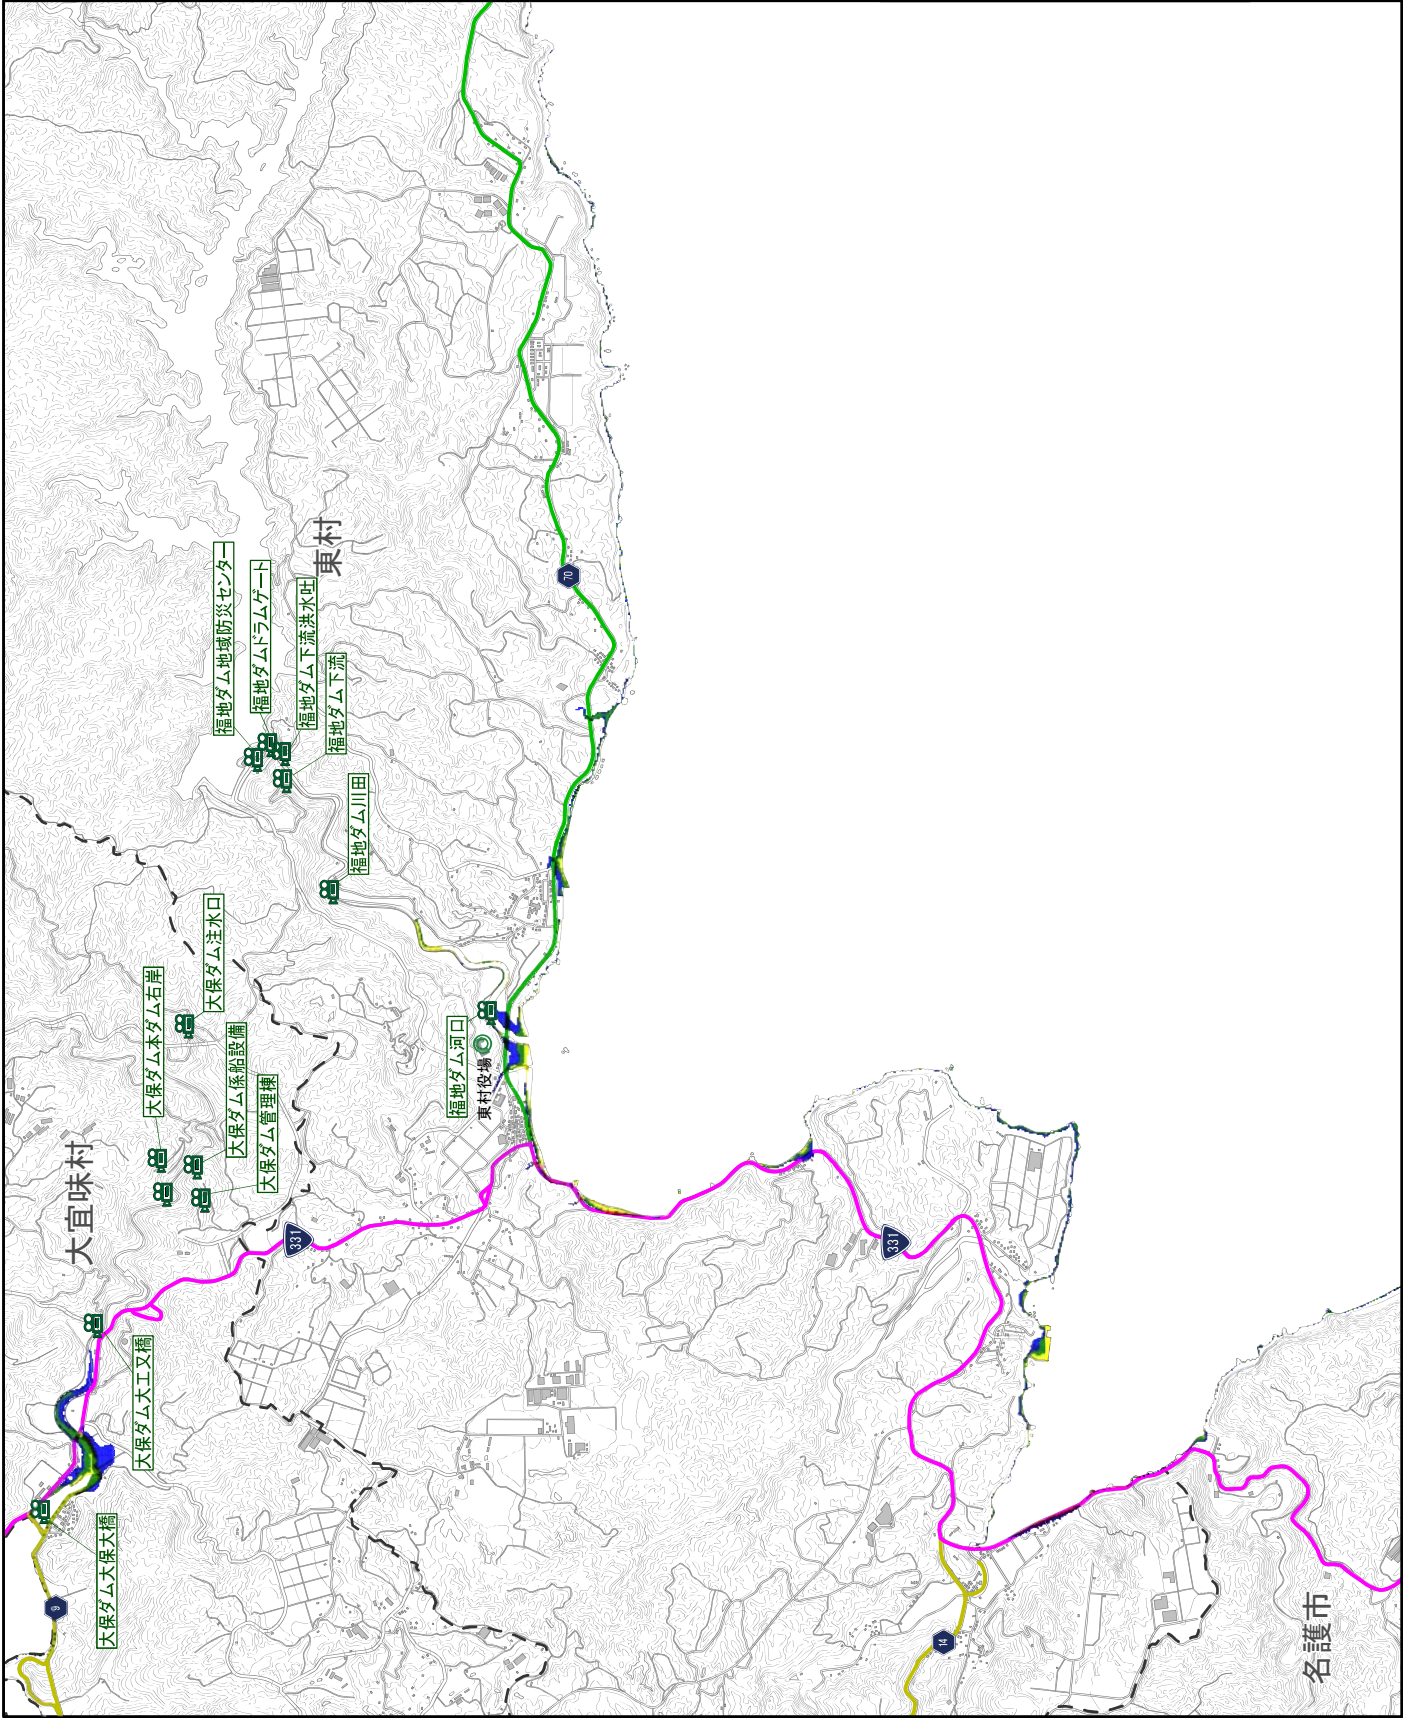 福地ダム地域防災センター
福地ダムドラムゲート
福地ダム下流洪水吐
福地ダム下流
東村
福地ダム川田
70
大保ダム本ダム右岸
大保ダム注水口
大保ダム係船設備
大保ダム管理棟
福地ダム河口
東村役場
大宜味村
331
331
大保ダム大工又橋
大保ダム大保大橋
9
14
名護市